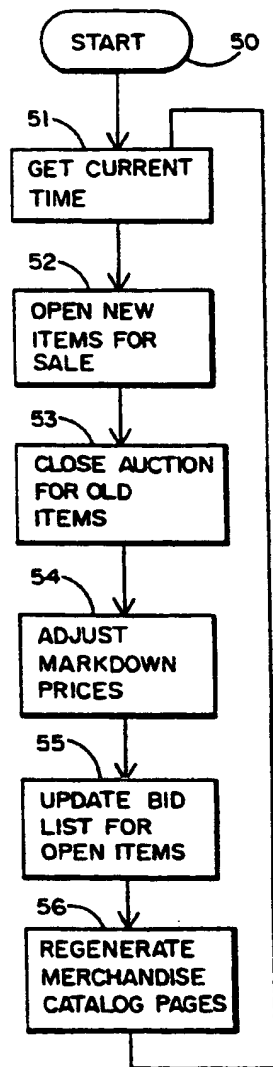 START
50
51
GET CURRENT
TIME
52
OPEN NEW
ITEMS FOR
SALE
53
CLOSE AUCTION
FOR OLD
ITEMS
54
ADJUST
MARKDOWN
PRICES
55
UPDATE BID
LIST FOR
OPEN ITEMS
56
REGENERATE
MERCHANDISE
CATALOG PAGES